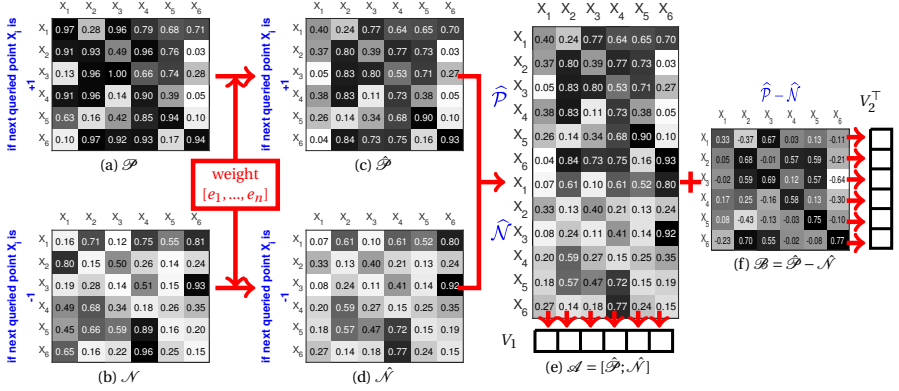 X1 X2 X3 X4 X5 X6
if next queried point Xi is +1
X1 0.97 0.28 0.96 0.79 0.68 0.71
X2 0.91 0.93 0.49 0.96 0.76 0.03
X3 0.13 0.96 1.00 0.66 0.74 0.28
X4 0.91 0.96 0.14 0.90 0.39 0.05
X5 0.63 0.16 0.42 0.85 0.94 0.10
X6 0.10 0.97 0.92 0.93 0.17 0.94
(a) 𝒫
weight
[e1, ..., en]
X1 X2 X3 X4 X5 X6
if next queried point Xi is -1
X1 0.16 0.71 0.12 0.75 0.55 0.81
X2 0.80 0.15 0.50 0.26 0.14 0.24
X3 0.19 0.28 0.14 0.51 0.15 0.93
X4 0.49 0.68 0.34 0.18 0.26 0.35
X5 0.45 0.66 0.59 0.89 0.16 0.20
X6 0.65 0.16 0.22 0.96 0.25 0.15
(b) 𝒩
X1 X2 X3 X4 X5 X6
if next queried point Xi is +1
X1 0.40 0.24 0.77 0.64 0.65 0.70
X2 0.37 0.80 0.39 0.77 0.73 0.03
X3 0.05 0.83 0.80 0.53 0.71 0.27
X4 0.38 0.83 0.11 0.73 0.38 0.05
X5 0.26 0.14 0.34 0.68 0.90 0.10
X6 0.04 0.84 0.73 0.75 0.16 0.93
(c) 𝒫̂
X1 X2 X3 X4 X5 X6
if next queried point Xi is -1
X1 0.07 0.61 0.10 0.61 0.52 0.80
X2 0.33 0.13 0.40 0.21 0.13 0.24
X3 0.08 0.24 0.11 0.41 0.14 0.92
X4 0.20 0.59 0.27 0.15 0.25 0.35
X5 0.18 0.57 0.47 0.72 0.15 0.19
X6 0.27 0.14 0.18 0.77 0.24 0.15
(d) 𝒩̂
𝒫̂
𝒩̂
X1 X2 X3 X4 X5 X6
X1 0.40 0.24 0.77 0.64 0.65 0.70
X2 0.37 0.80 0.39 0.77 0.73 0.03
X3 0.05 0.83 0.80 0.53 0.71 0.27
X4 0.38 0.83 0.11 0.73 0.38 0.05
X5 0.26 0.14 0.34 0.68 0.90 0.10
X6 0.04 0.84 0.73 0.75 0.16 0.93
X1 0.07 0.61 0.10 0.61 0.52 0.80
X2 0.33 0.13 0.40 0.21 0.13 0.24
X3 0.08 0.24 0.11 0.41 0.14 0.92
X4 0.20 0.59 0.27 0.15 0.25 0.35
X5 0.18 0.57 0.47 0.72 0.15 0.19
X6 0.27 0.14 0.18 0.77 0.24 0.15
V1
(e) 𝒜 = [𝒫̂; 𝒩̂]
𝒫̂ − 𝒩̂
V2⊤
X1 X2 X3 X4 X5 X6
X1 0.33 -0.37 0.67 0.03 0.13 -0.11
X2 0.05 0.68 -0.01 0.57 0.59 -0.21
X3 -0.02 0.59 0.69 0.12 0.57 -0.64
X4 0.17 0.25 -0.16 0.58 0.13 -0.30
X5 0.08 -0.43 -0.13 -0.03 0.75 -0.10
X6 -0.23 0.70 0.55 -0.02 -0.08 0.77
(f) ℬ = 𝒫̂ − 𝒩̂